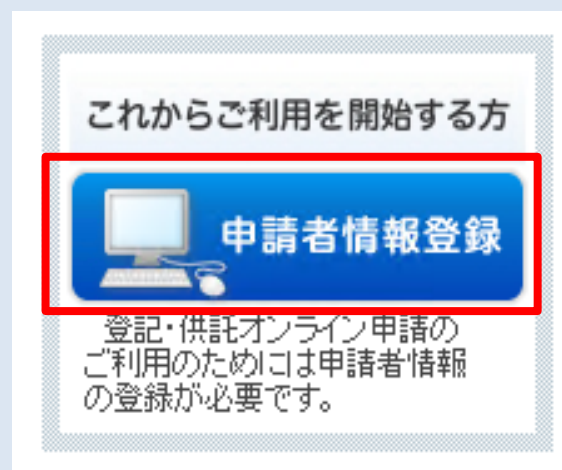 これからご利用を開始する方
申請者情報登録
登記・供託オンライン申請の
ご利用のためには申請者情報
の登録が必要です。